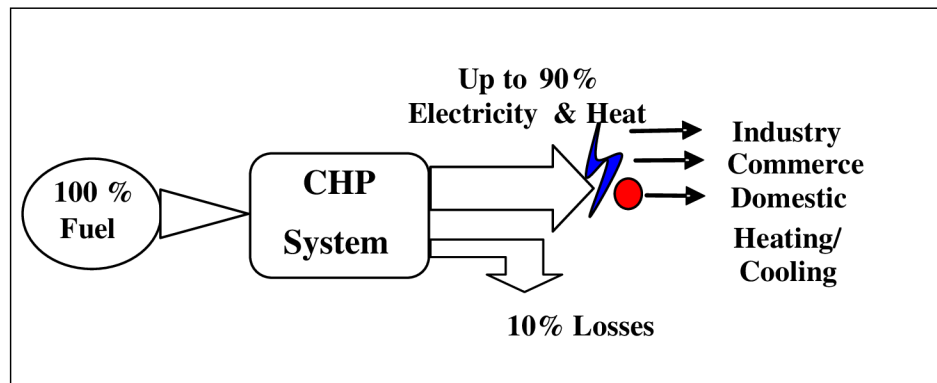 Up to 90%
Electricity & Heat
100 %
Fuel
CHP
System
Industry
Commerce
Domestic
Heating/
Cooling
10% Losses